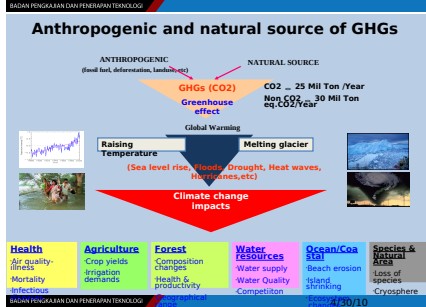 BADAN PENGKAJIAN DAN PENERAPAN TEKNOLOGI
Anthropogenic and natural source of GHGs
ANTHROPOGENIC
(fossil fuel, deforestation, landuse, etc)
NATURAL SOURCE
GHGs (CO2)
Greenhouse
effect
CO2 _ 25 Mil Ton /Year
Non CO2 _ 30 Mil Ton
eq.CO2/Year
Global Warming
Raising
Temperature
Melting glacier
(Sea level rise, Floods, Drought, Heat waves,
Hurricanes,etc)
Climate change
impacts
Health
·Air quality-
illness
·Mortality
·Infectious
Agriculture
·Crop yields
·Irrigation
demands
Forest
·Composition
changes
·Health &
productivity
·Geographical
Water
resources
·Water supply
·Water Quality
·Competiiton
Ocean/Coa
stal
·Beach erosion
·Island
shrinking
·Ecosystem
change
Species &
Natural
Area
·Loss of
species
·Cryosphere
BADAN PENGKAJIAN DAN PENERAPAN TEKNOLOGI
4/30/10